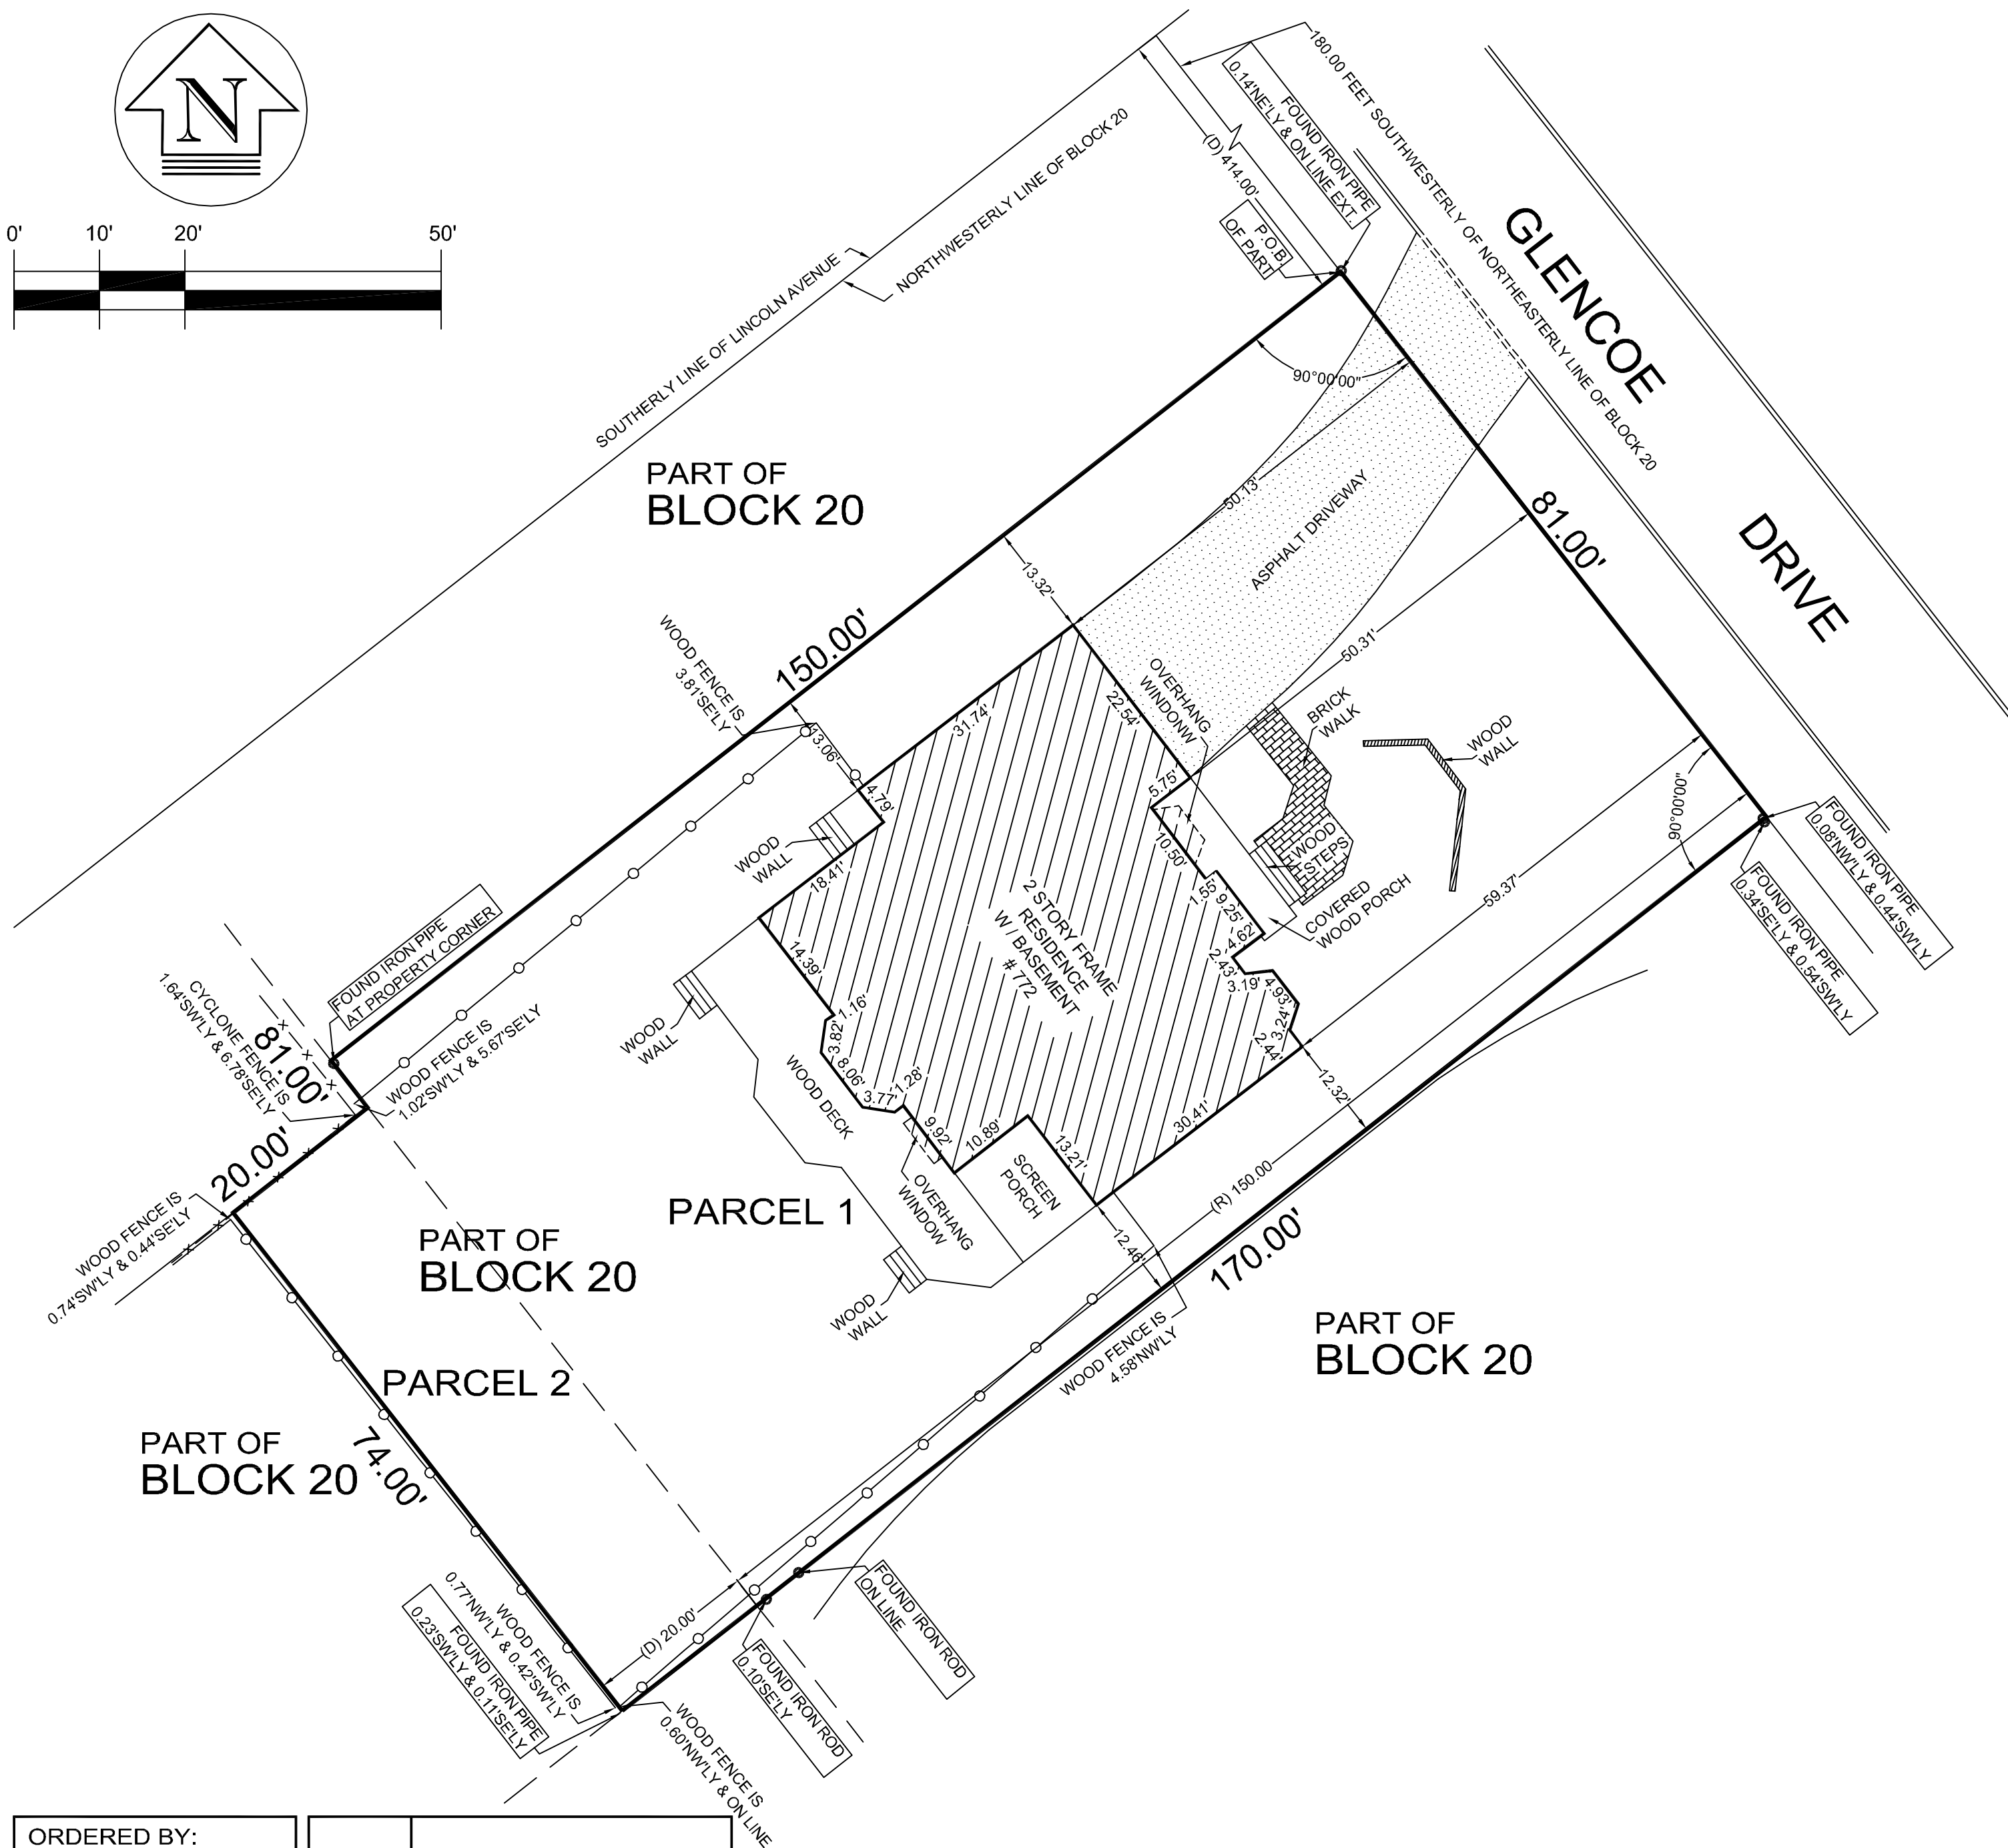 N
0' 10' 20' 50'
180.00 FEET SOUTHWESTERLY OF NORTHEASTERLY LINE OF BLOCK 20
FOUND IRON PIPE
0.14'NE'LY & ON LINE EXT.
(D) 414.00'
P.O.B
OF PART
SOUTHERLY LINE OF LINCOLN AVENUE
NORTHWESTERLY LINE OF BLOCK 20
GLENCOE
DRIVE
90°00'00"
PART OF
BLOCK 20
50.13'
ASPHALT DRIVEWAY
81.00'
13.32'
150.00'
WOOD FENCE IS
3.81'SE'LY
13.06'
31.74'
22.54'
OVERHANG
WINDONW
50.31'
BRICK
WALK
WOOD
WALL
4.79'
5.75'
10.50'
WOOD
STEPS
1.55'
9.25'
COVERED
WOOD PORCH
59.37'
90°00'00"
FOUND IRON PIPE
0.08'NW'LY & 0.44'SW'LY
FOUND IRON PIPE
0.34'SE'LY & 0.54'SW'LY
WOOD
WALL
18.41'
2 STORY FRAME
RESIDENCE
W/ BASEMENT
# 772
2.4.62'
2.43'
3.19'
4.93'
3.24'
2.44'
14.39'
1.16'
3.82'
8.06'
3.77'
1.28'
9.92'
10.89'
13.21'
30.41'
12.32'
FOUND IRON PIPE
AT PROPERTY CORNER
CYCLONE FENCE IS
1.64'SW'LY & 6.78'SE'LY
81.00'
WOOD FENCE IS
1.02'SW'LY & 5.67'SE'LY
WOOD
WALL
WOOD DECK
20.00'
WOOD FENCE IS
0.74'SW'LY & 0.44'SE'LY
PARCEL 1
OVERHANG
WINDOW
SCREEN
PORCH
12.46'
(R) 150.00
170.00'
PART OF
BLOCK 20
WOOD
WALL
WOOD FENCE IS
4.58'NW'LY
PART OF
BLOCK 20
PARCEL 2
PART OF
BLOCK 20
74.00'
(D) 20.00'
FOUND IRON ROD
ON LINE
FOUND IRON ROD
0.10'SE'LY
WOOD FENCE IS
0.77'NW'LY & 0.42'SW'LY
FOUND IRON PIPE
0.23'SW'LY & 0.11'SE'LY
WOOD FENCE IS
0.60'NW'LY & ON LINE
ORDERED BY: